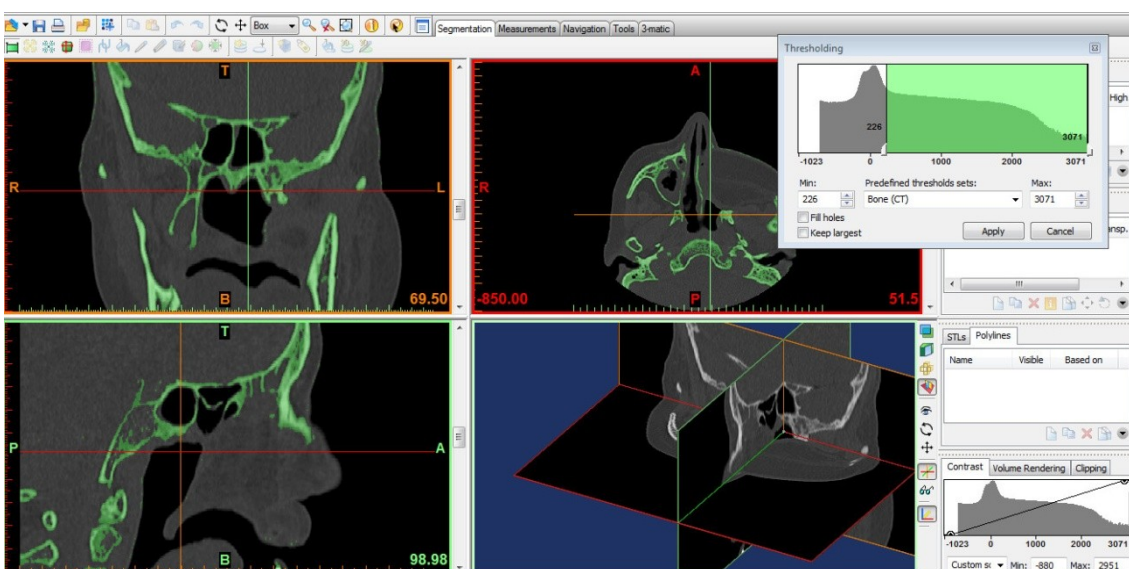 Box
Segmentation Measurements Navigation Tools 3-matic
Thresholding
226
3071
-1023 0 1000 2000 3071
Min: Predefined thresholds sets: Max:
226 Bone (CT) 3071
Fill holes
Keep largest
Apply Cancel
High
T
R
L
B
69.50
A
R
-850.00
P
51.5
T
P
A
B
98.98
STLs Polylines
Name Visible Based on
Contrast Volume Rendering Clipping
-1023 0 1000 2000 3071
Min: -880 Max: 2951